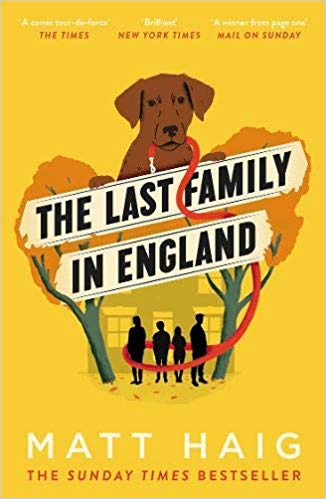 'A comic tour-de-force' 'Brilliant' 'A winner from page one'
THE TIMES NEW YORK TIMES MAIL ON SUNDAY
THE LAST FAMILY
IN ENGLAND
MATT HAIG
THE SUNDAY TIMES BESTSELLER